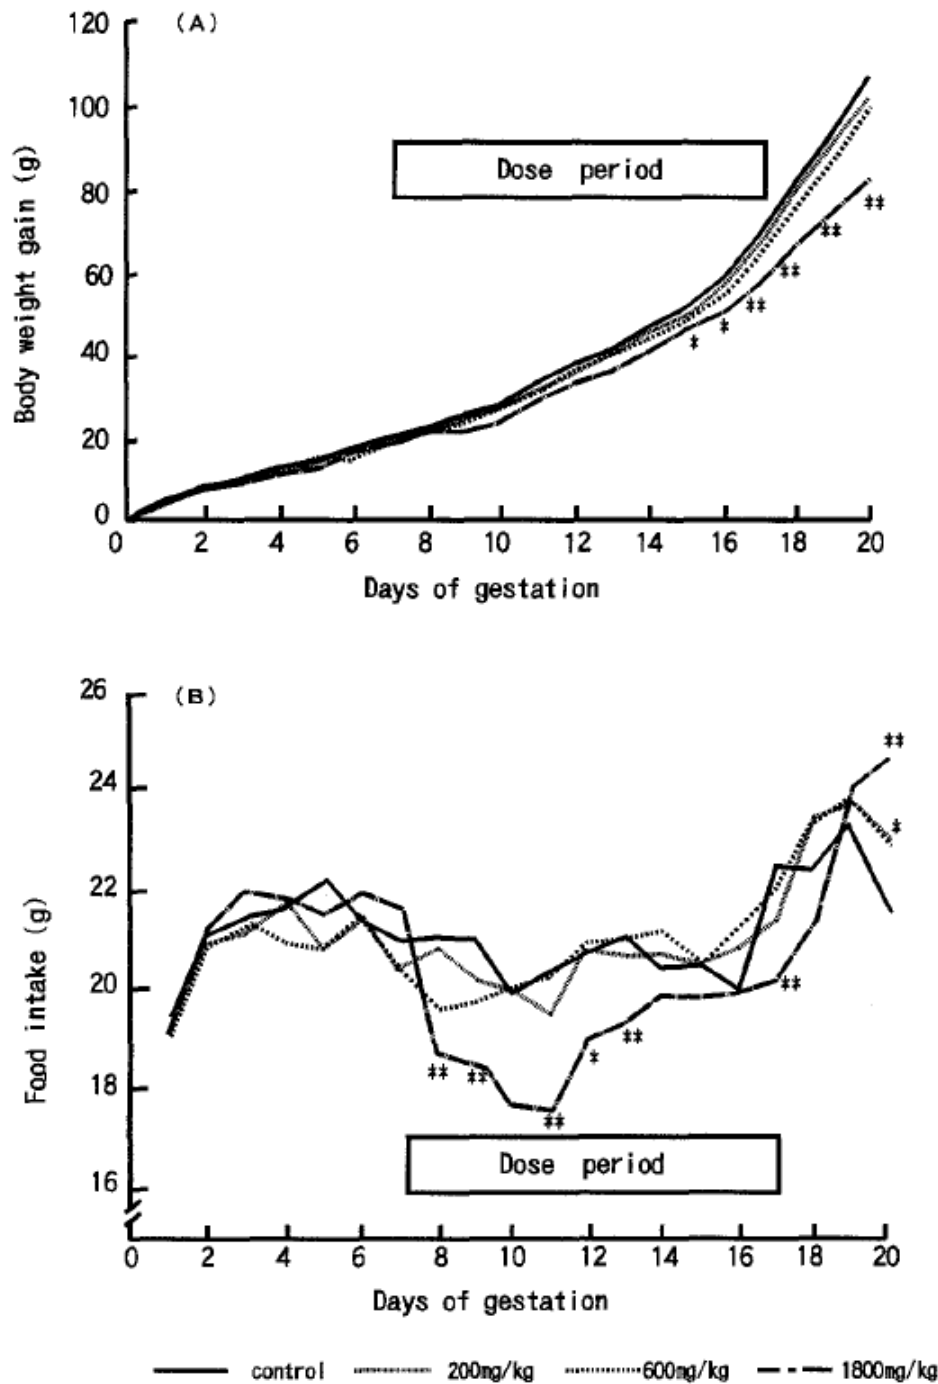 (A)
120
100
80
60
40
20
0
Body weight gain (g)
Dose period
‡‡
‡‡
‡‡
‡‡
‡
‡
0 2 4 6 8 10 12 14 16 18 20
Days of gestation
(B)
26
24
22
20
18
16
Food intake (g)
‡‡
‡
‡‡
‡‡
‡
‡‡
‡‡
‡‡
Dose period
0 2 4 6 8 10 12 14 16 18 20
Days of gestation
control 200mg/kg 600mg/kg 1800mg/kg